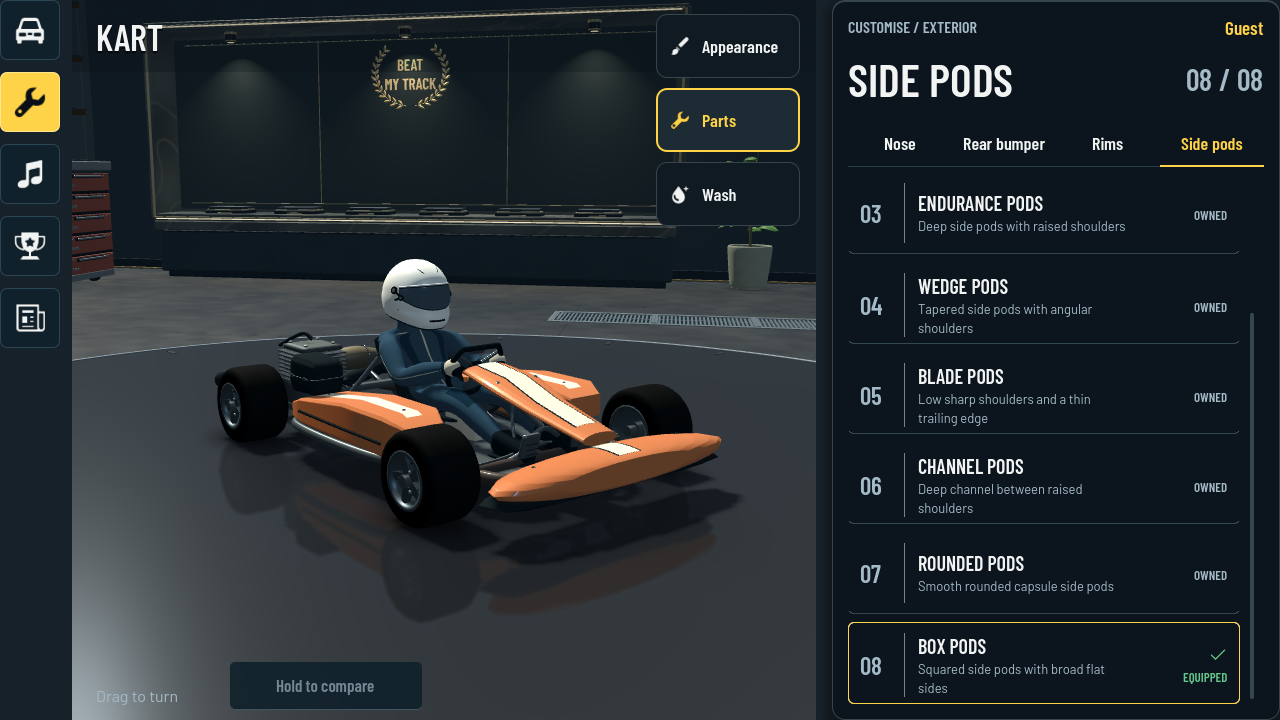 KART
BEAT
MY TRACK
Appearance
Parts
Wash
Drag to turn
Hold to compare
CUSTOMISE / EXTERIOR
Guest
SIDE PODS
08 / 08
Nose
Rear bumper
Rims
Side pods
03
ENDURANCE PODS
Deep side pods with raised shoulders
OWNED
04
WEDGE PODS
Tapered side pods with angular
shoulders
OWNED
05
BLADE PODS
Low sharp shoulders and a thin
trailing edge
OWNED
06
CHANNEL PODS
Deep channel between raised
shoulders
OWNED
07
ROUNDED PODS
Smooth rounded capsule side pods
OWNED
08
BOX PODS
Squared side pods with broad flat
sides
EQUIPPED